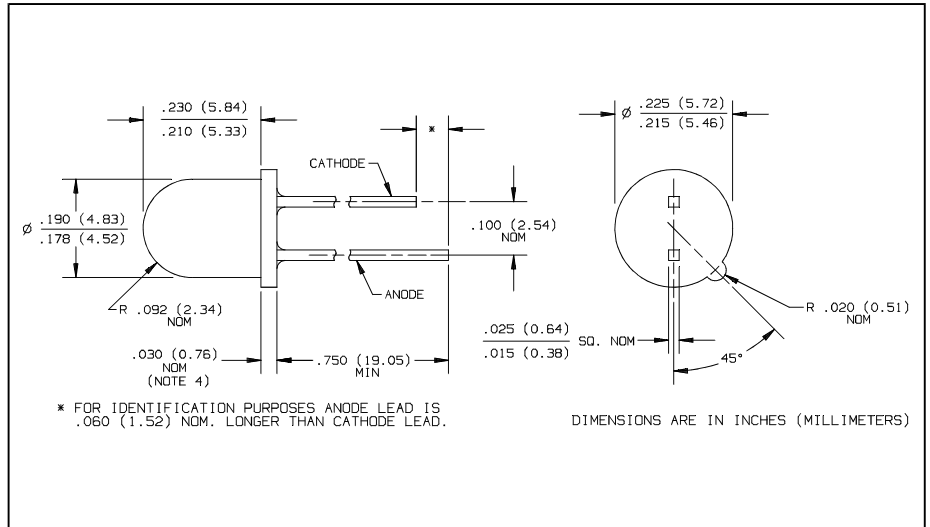 .230 (5.84)
.210 (5.33)
*
CATHODE
Ø .190 (4.83)
.178 (4.52)
.100 (2.54)
NOM
ANODE
R .092 (2.34)
NOM
.030 (0.76)
NOM
(NOTE 4)
.750 (19.05)
MIN
* FOR IDENTIFICATION PURPOSES ANODE LEAD IS
.060 (1.52) NOM. LONGER THAN CATHODE LEAD.
Ø .225 (5.72)
.215 (5.46)
R .020 (0.51)
NOM
.025 (0.64)
.015 (0.38) SQ. NOM
45°
DIMENSIONS ARE IN INCHES (MILLIMETERS)